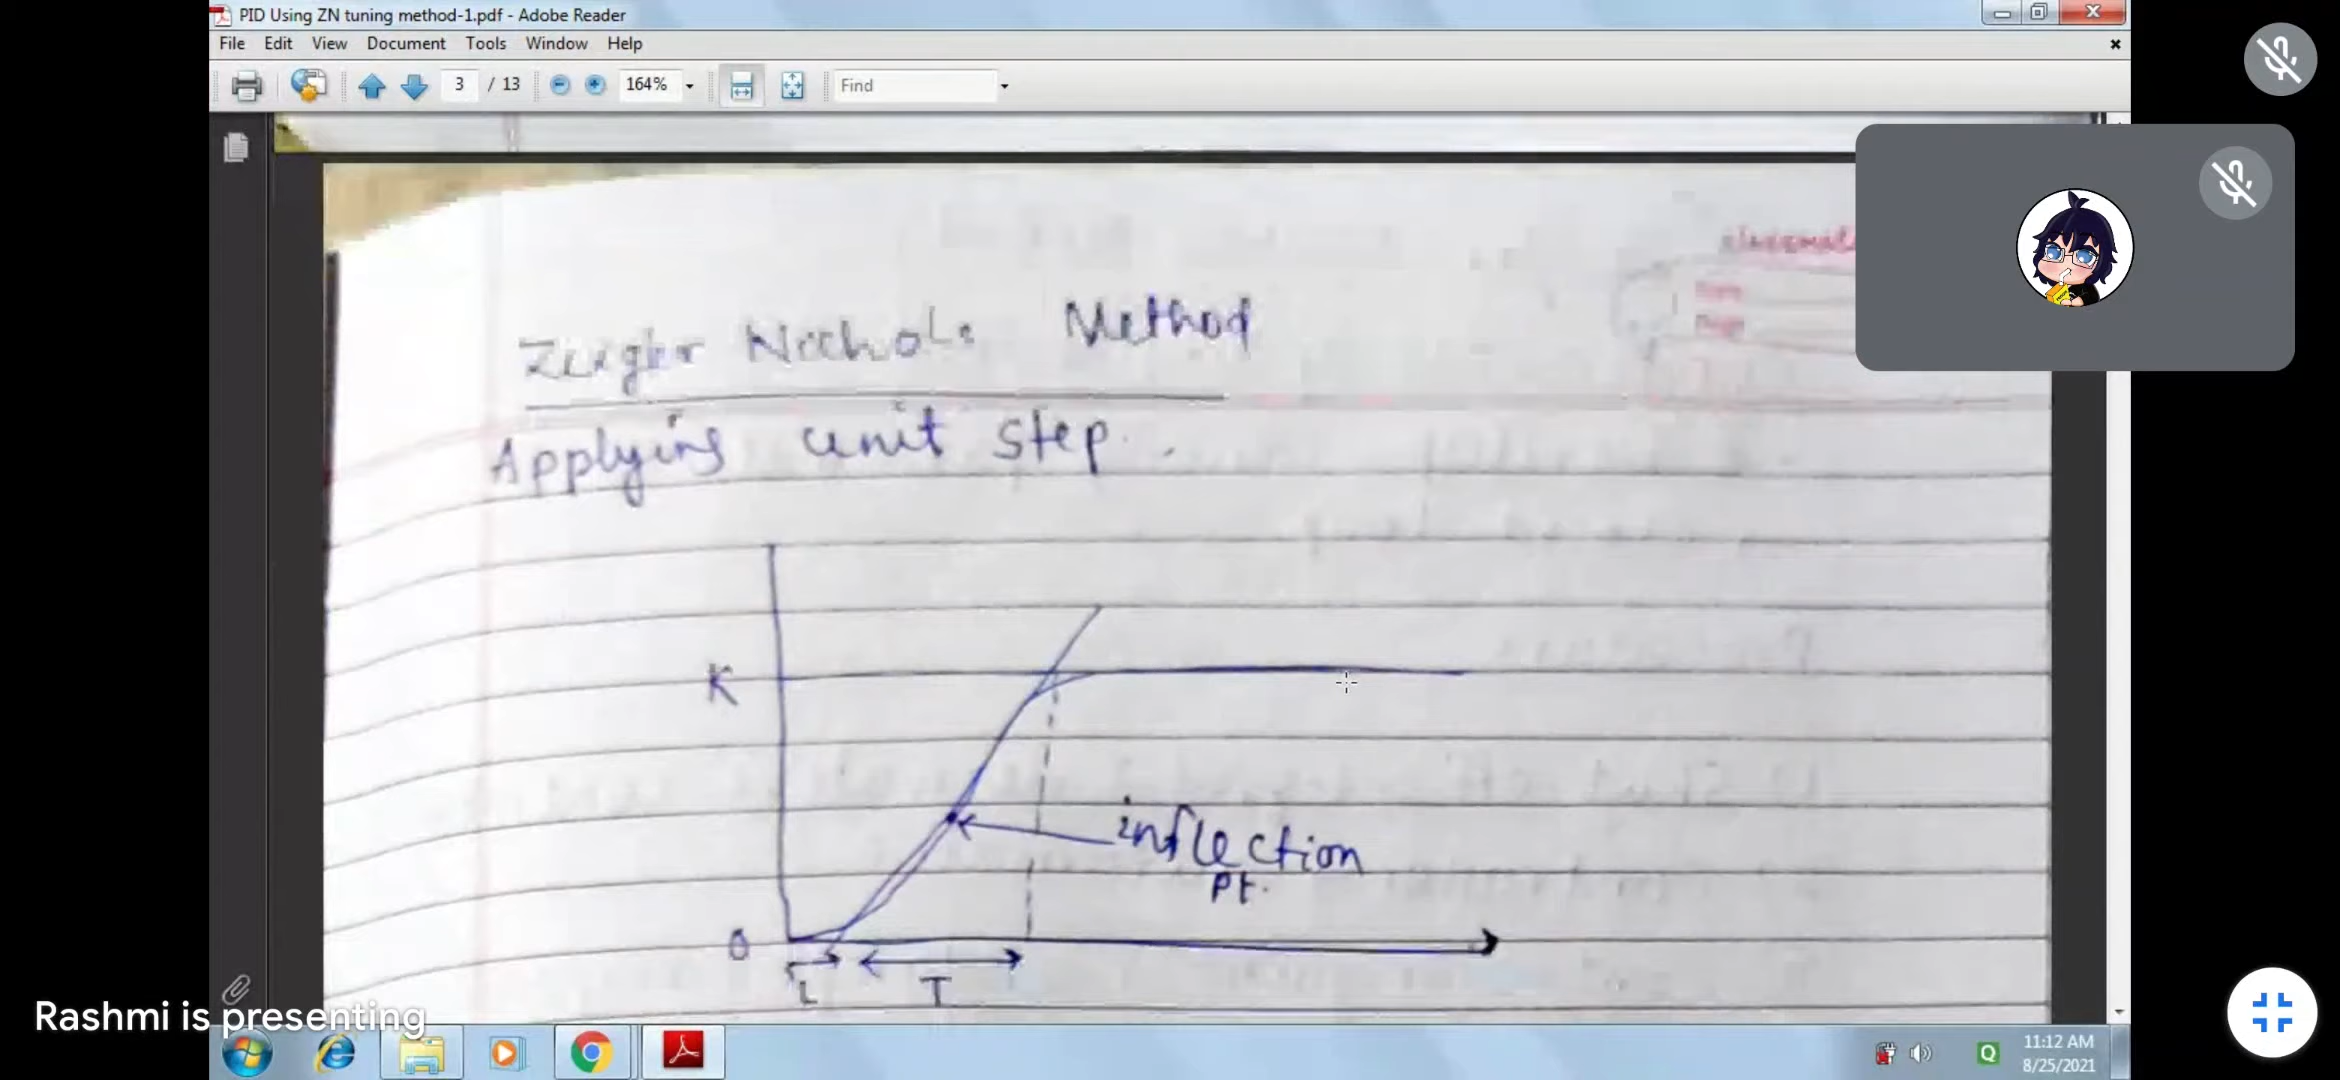 PID Using ZN tuning method-1.pdf - Adobe Reader
File Edit View Document Tools Window Help
3 / 13 164% Find
Zeigler Nichols Method
Applying unit step.
K
inflection
pt.
0
L T
Rashmi is presenting
11:12 AM
8/25/2021